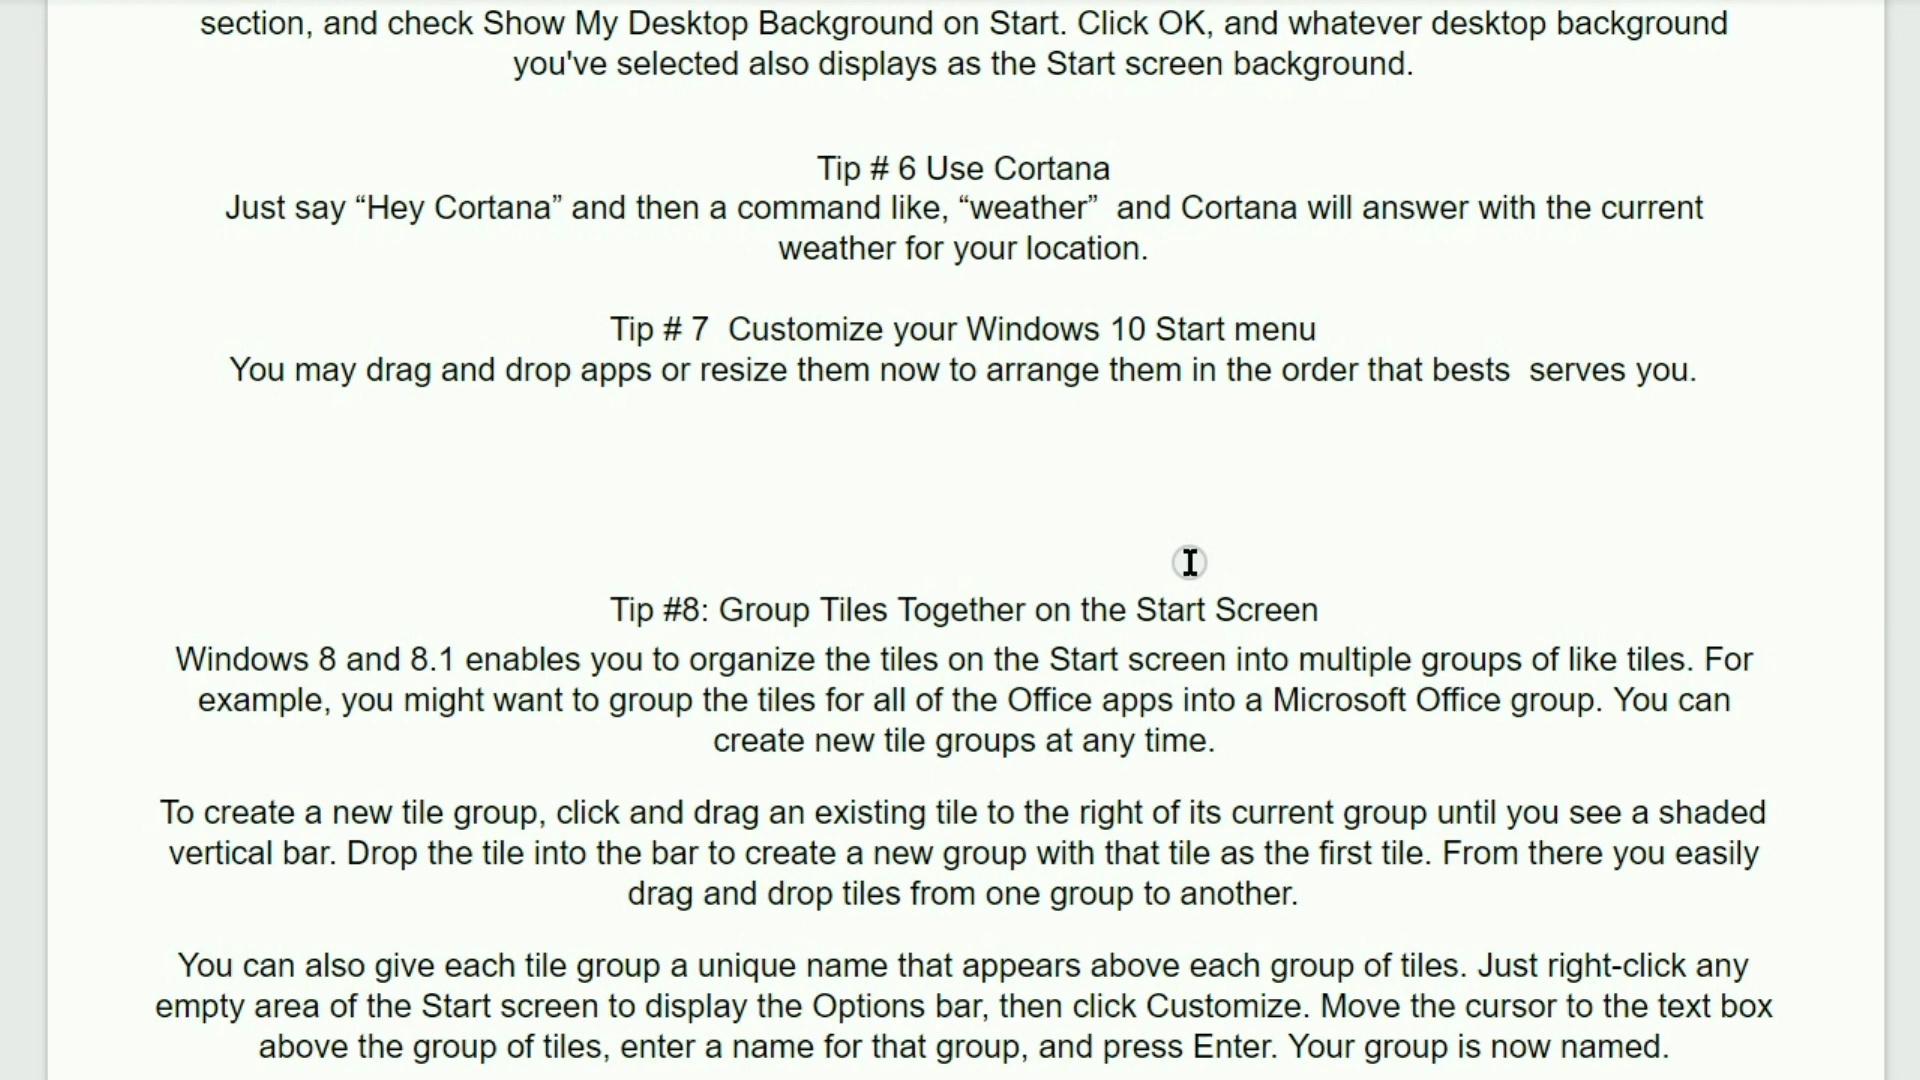 section, and check Show My Desktop Background on Start. Click OK, and whatever desktop background
you've selected also displays as the Start screen background.
Tip # 6 Use Cortana
Just say “Hey Cortana” and then a command like, “weather”  and Cortana will answer with the current
weather for your location.
Tip # 7  Customize your Windows 10 Start menu
You may drag and drop apps or resize them now to arrange them in the order that bests  serves you.
Tip #8: Group Tiles Together on the Start Screen
Windows 8 and 8.1 enables you to organize the tiles on the Start screen into multiple groups of like tiles. For
example, you might want to group the tiles for all of the Office apps into a Microsoft Office group. You can
create new tile groups at any time.
To create a new tile group, click and drag an existing tile to the right of its current group until you see a shaded
vertical bar. Drop the tile into the bar to create a new group with that tile as the first tile. From there you easily
drag and drop tiles from one group to another.
You can also give each tile group a unique name that appears above each group of tiles. Just right-click any
empty area of the Start screen to display the Options bar, then click Customize. Move the cursor to the text box
above the group of tiles, enter a name for that group, and press Enter. Your group is now named.